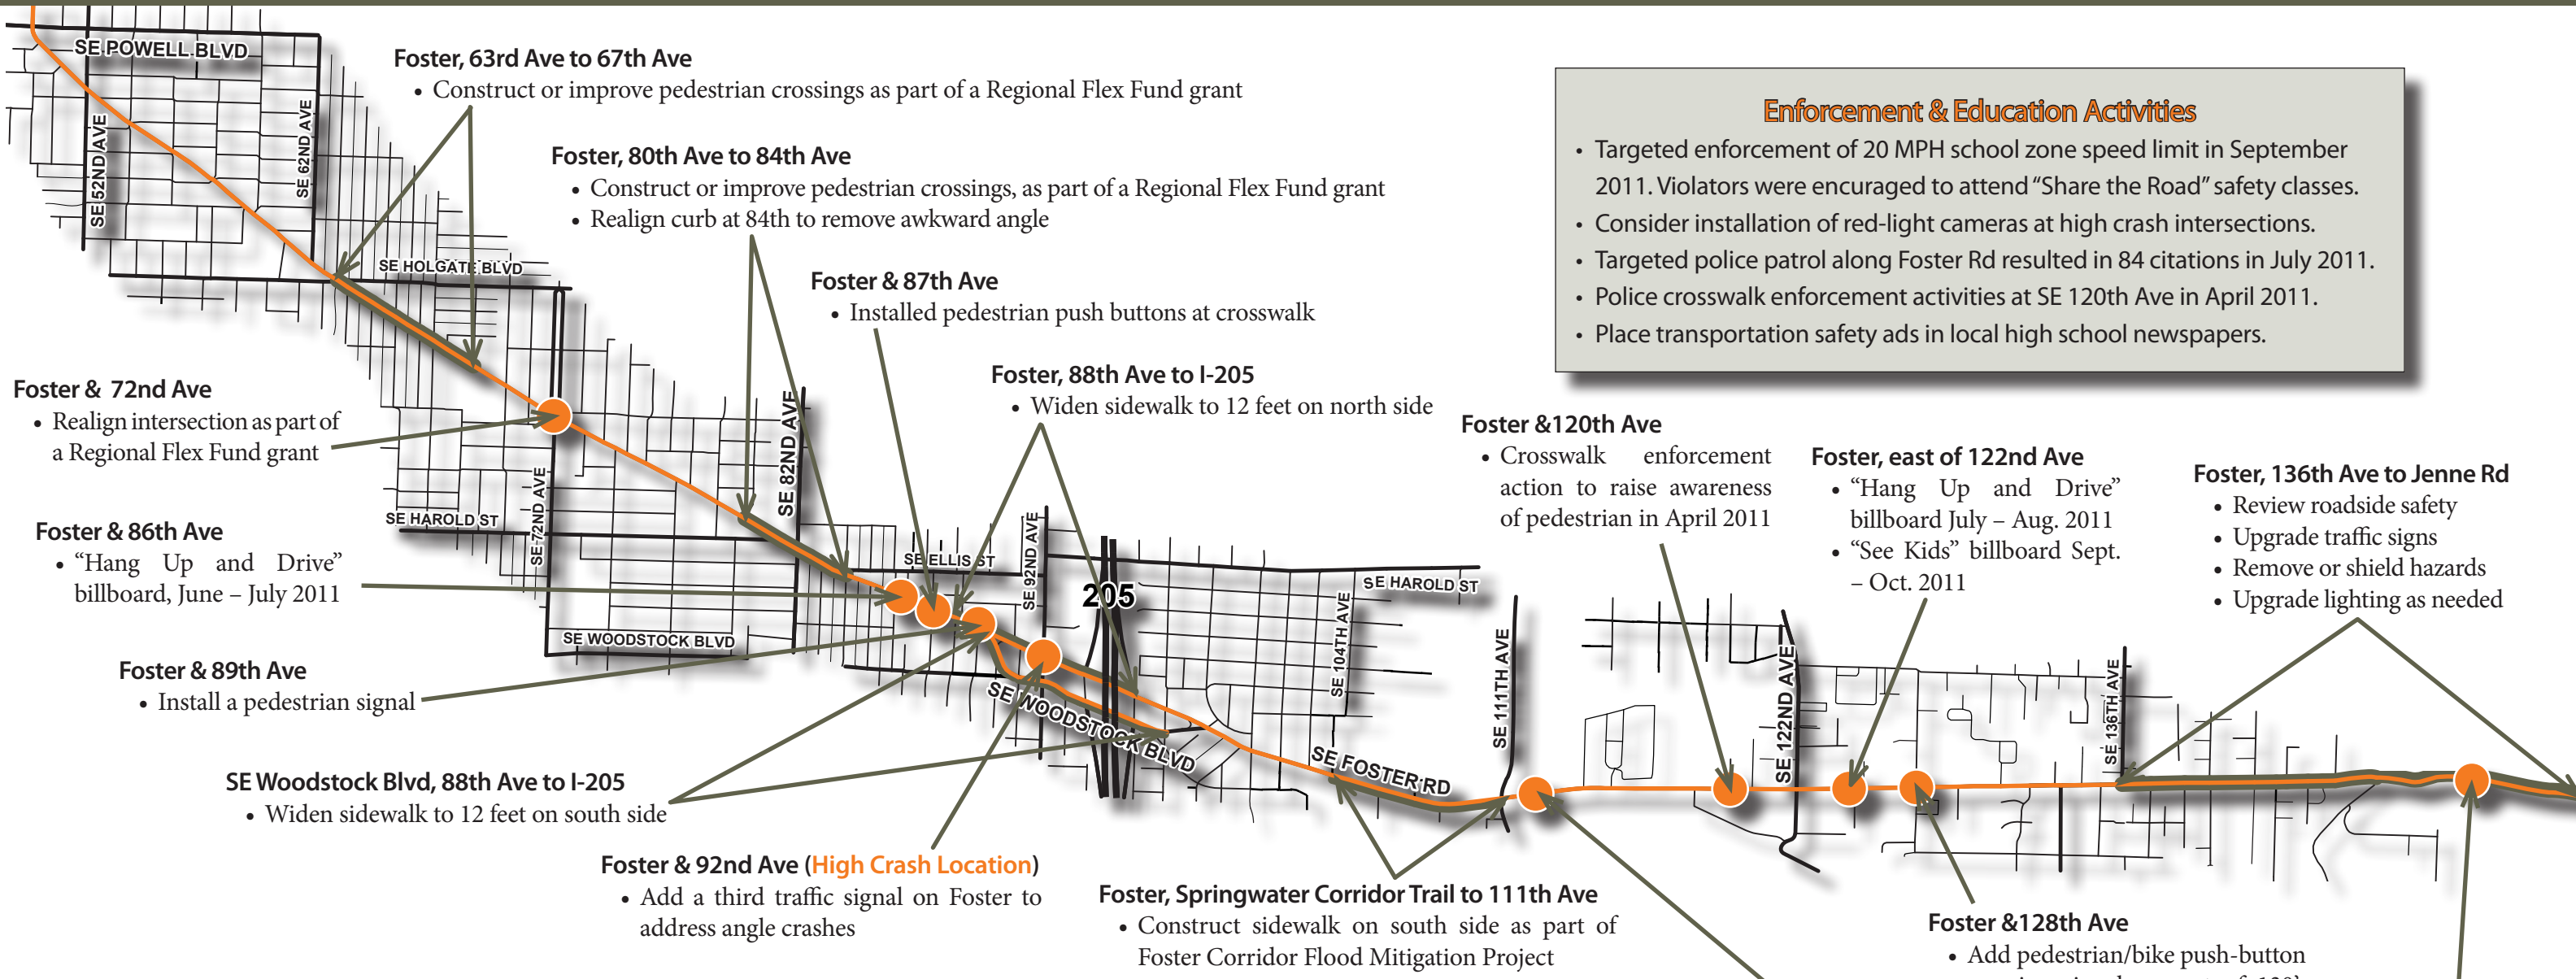 SE POWELL BLVD
SE 52ND AVE
SE 62ND AVE
Foster, 63rd Ave to 67th Ave
• Construct or improve pedestrian crossings as part of a Regional Flex Fund grant
Foster, 80th Ave to 84th Ave
• Construct or improve pedestrian crossings, as part of a Regional Flex Fund grant
• Realign curb at 84th to remove awkward angle
SE HOLGATE BLVD
Foster & 87th Ave
• Installed pedestrian push buttons at crosswalk
Enforcement & Education Activities
• Targeted enforcement of 20 MPH school zone speed limit in September
2011. Violators were encuraged to attend “Share the Road” safety classes.
• Consider installation of red-light cameras at high crash intersections.
• Targeted police patrol along Foster Rd resulted in 84 citations in July 2011.
• Police crosswalk enforcement activities at SE 120th Ave in April 2011.
• Place transportation safety ads in local high school newspapers.
Foster & 72nd Ave
• Realign intersection as part of
a Regional Flex Fund grant
Foster, 88th Ave to I-205
• Widen sidewalk to 12 feet on north side
Foster &120th Ave
• Crosswalk enforcement
action to raise awareness
of pedestrian in April 2011
Foster, east of 122nd Ave
• “Hang Up and Drive”
billboard July – Aug. 2011
• “See Kids” billboard Sept.
– Oct. 2011
Foster, 136th Ave to Jenne Rd
• Review roadside safety
• Upgrade traffic signs
• Remove or shield hazards
• Upgrade lighting as needed
Foster & 86th Ave
• “Hang Up and Drive”
billboard, June – July 2011
SE HAROLD ST
SE 72ND AVE
SE 82ND AVE
SE ELLIS ST
SE 92ND AVE
205
SE HAROLD ST
SE 104TH AVE
SE 111TH AVE
SE 122ND AVE
SE 136TH AVE
SE WOODSTOCK BLVD
Foster & 89th Ave
• Install a pedestrian signal
SE WOODSTOCK BLVD
SE FOSTER RD
SE Woodstock Blvd, 88th Ave to I-205
• Widen sidewalk to 12 feet on south side
Foster & 92nd Ave (High Crash Location)
• Add a third traffic signal on Foster to
address angle crashes
Foster, Springwater Corridor Trail to 111th Ave
• Construct sidewalk on south side as part of
Foster Corridor Flood Mitigation Project
Foster &128th Ave
• Add pedestrian/bike push-button